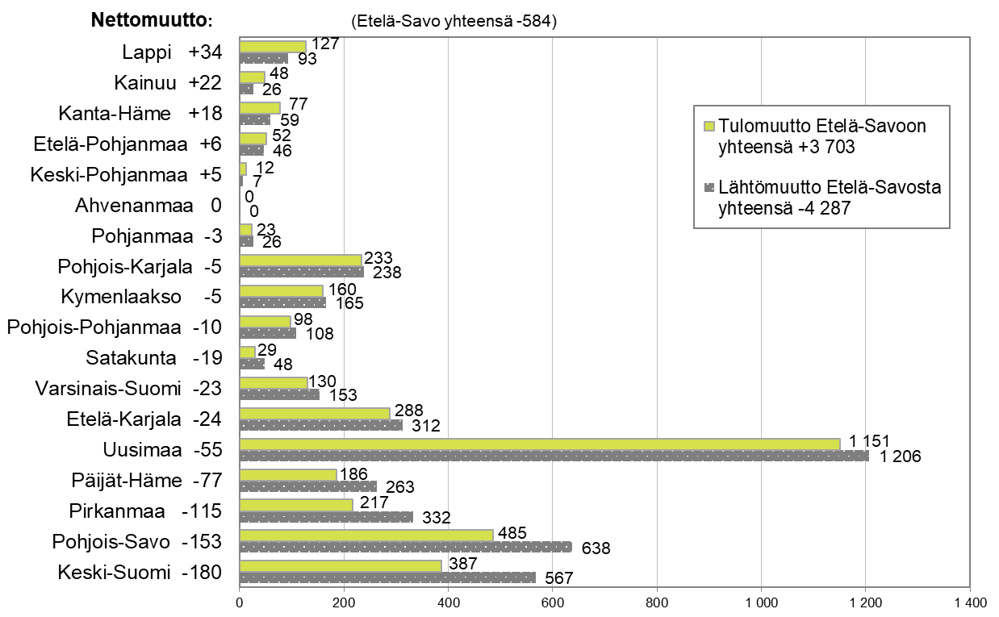 Nettomuutto: (Etelä-Savo yhteensä -584)
Lappi +34 127
93
Kainuu +22 48
26
Kanta-Häme +18 77
59
Etelä-Pohjanmaa +6 52
46
Keski-Pohjanmaa +5 12
7
Ahvenanmaa 0 0
0
Pohjanmaa -3 23
26
Pohjois-Karjala -5 233
238
Kymenlaakso -5 160
165
Pohjois-Pohjanmaa -10 98
108
Satakunta -19 29
48
Varsinais-Suomi -23 130
153
Etelä-Karjala -24 288
312
Uusimaa -55 1 151
1 206
Päijät-Häme -77 186
263
Pirkanmaa -115 217
332
Pohjois-Savo -153 485
638
Keski-Suomi -180 387
567
0 200 400 600 800 1 000 1 200 1 400
Tulomuutto Etelä-Savoon
yhteensä +3 703
Lähtömuutto Etelä-Savosta
yhteensä -4 287